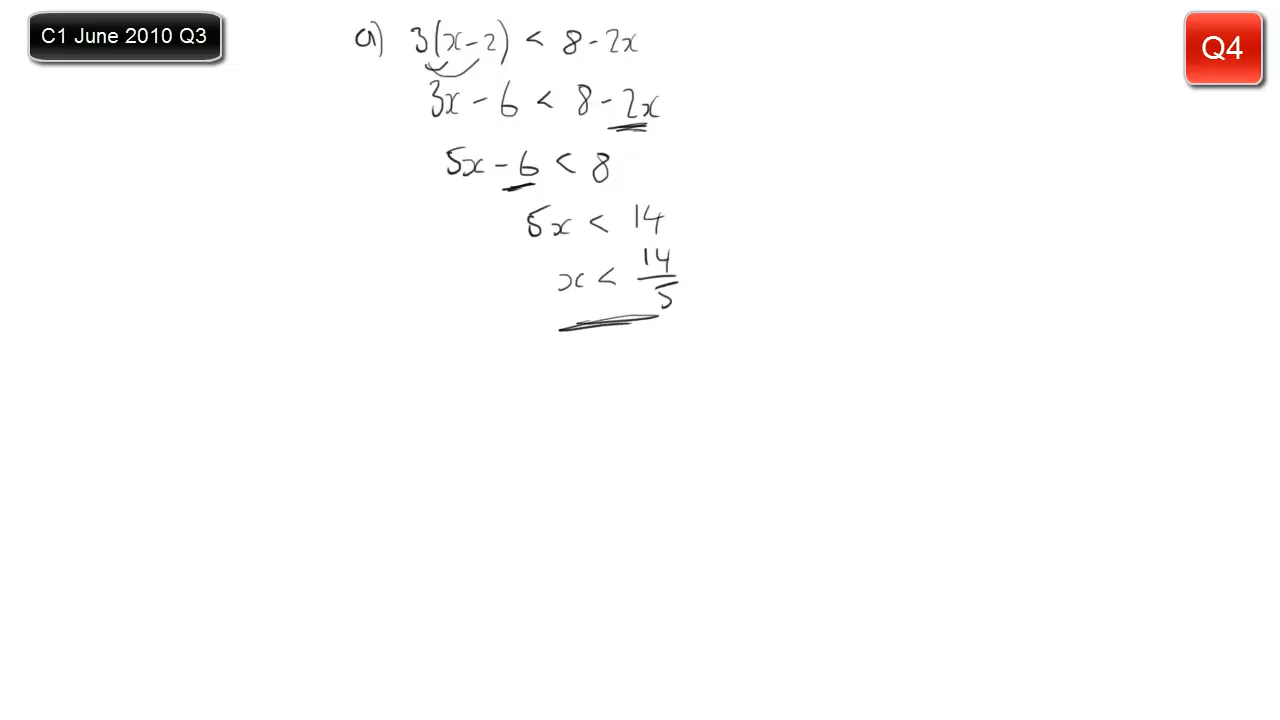 C1 June 2010 Q3
Q4
a) 3(x-2) < 8-2x
3x - 6 < 8 - 2x
5x - 6 < 8
5x < 14
x < 14/5